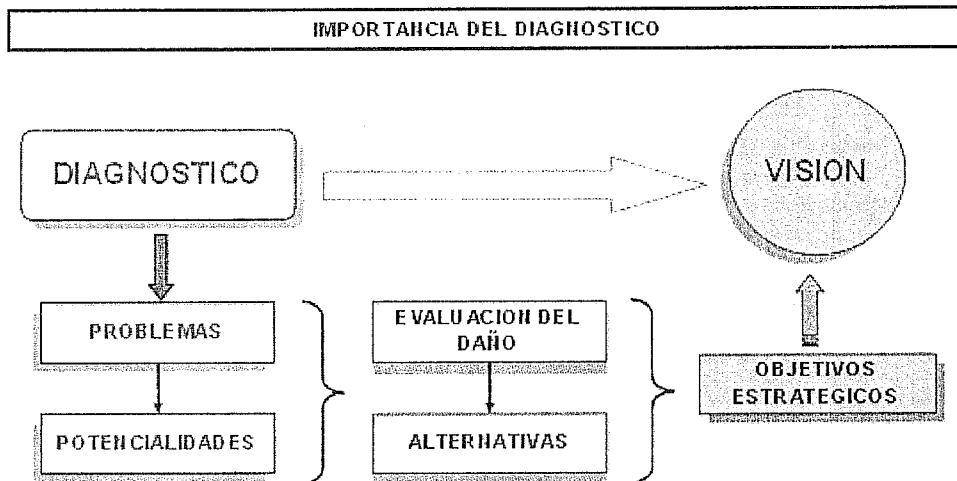 IMPORTANCIA DEL DIAGNOSTICO
DIAGNOSTICO
VISION
PROBLEMAS
EVALUACION DEL
DAÑO
OBJETIVOS
ESTRATEGICOS
POTENCIALIDADES
ALTERNATIVAS